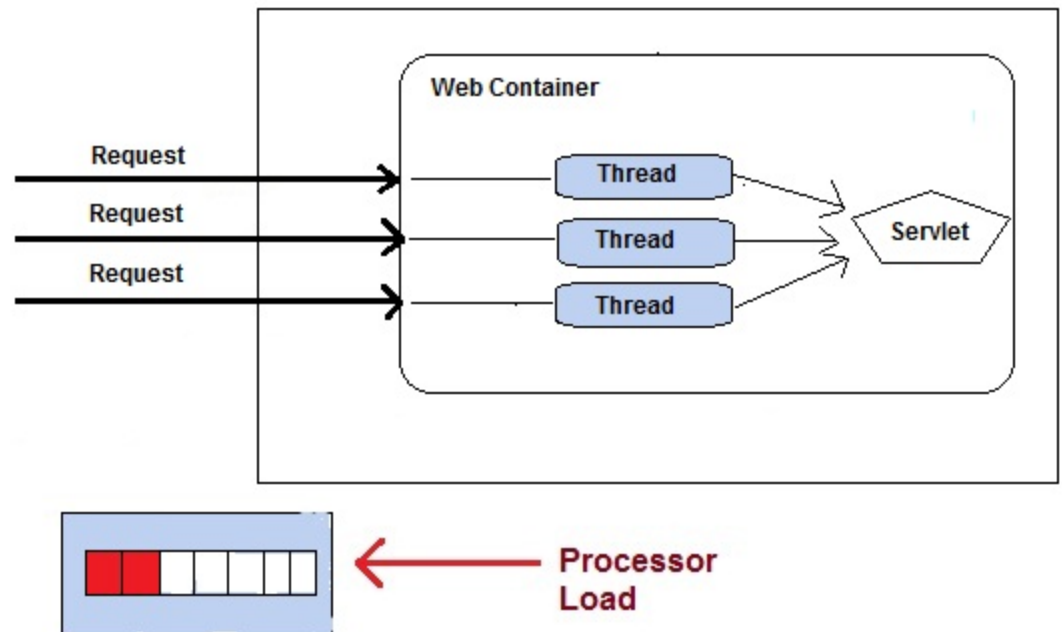 Web Container
Request
Thread
Request
Thread
Servlet
Request
Thread
Processor
Load